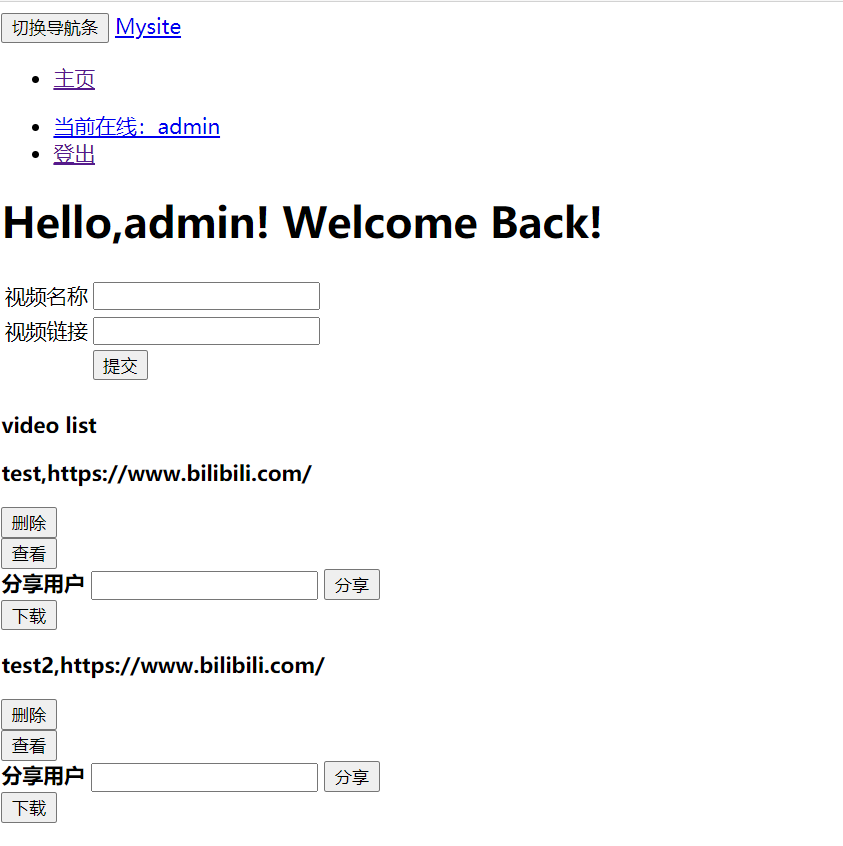 切换导航条 Mysite
主页
当前在线：admin
登出
Hello,admin! Welcome Back!
视频名称
视频链接
提交
video list
test,https://www.bilibili.com/
删除
查看
分享用户 分享
下载
test2,https://www.bilibili.com/
删除
查看
分享用户 分享
下载